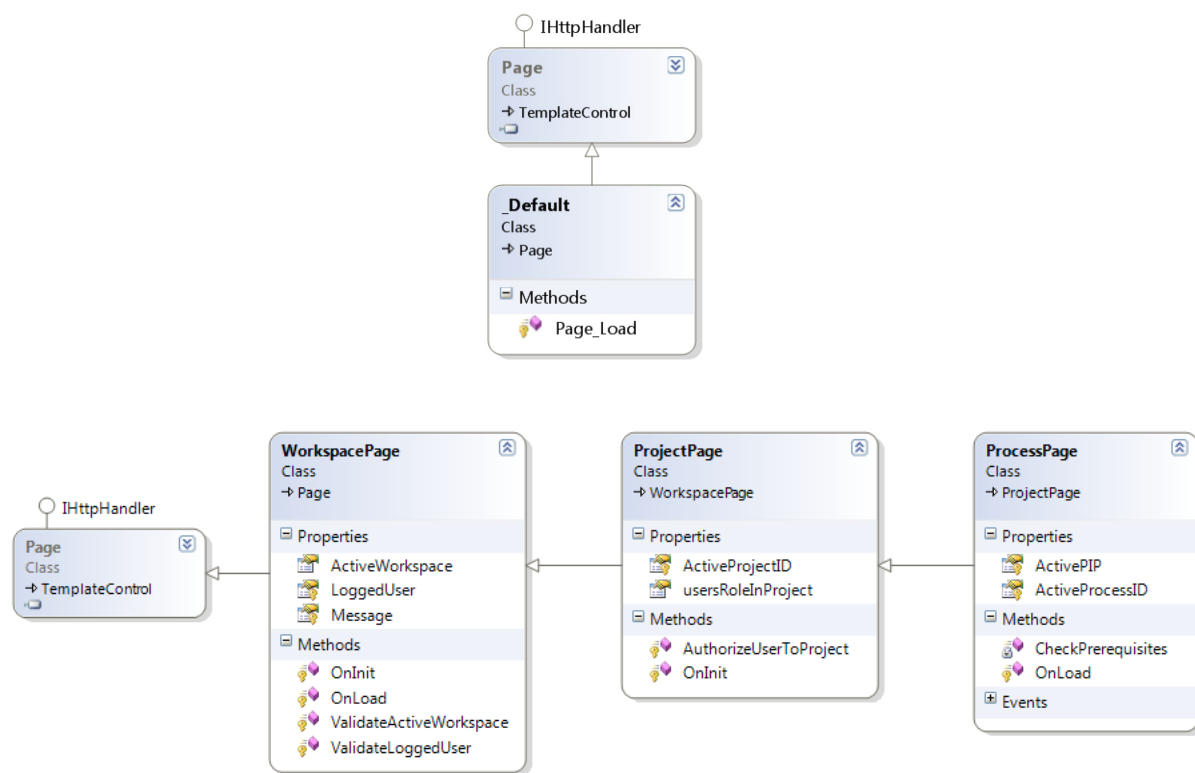 IHttpHandler
Page
Class
TemplateControl
_Default
Class
Page
Methods
Page_Load
IHttpHandler
Page
Class
TemplateControl
WorkspacePage
Class
Page
Properties
ActiveWorkspace
LoggedUser
Message
Methods
OnInit
OnLoad
ValidateActiveWorkspace
ValidateLoggedUser
ProjectPage
Class
WorkspacePage
Properties
ActiveProjectID
usersRoleInProject
Methods
AuthorizeUserToProject
OnInit
ProcessPage
Class
ProjectPage
Properties
ActivePIP
ActiveProcessID
Methods
CheckPrerequisites
OnLoad
Events